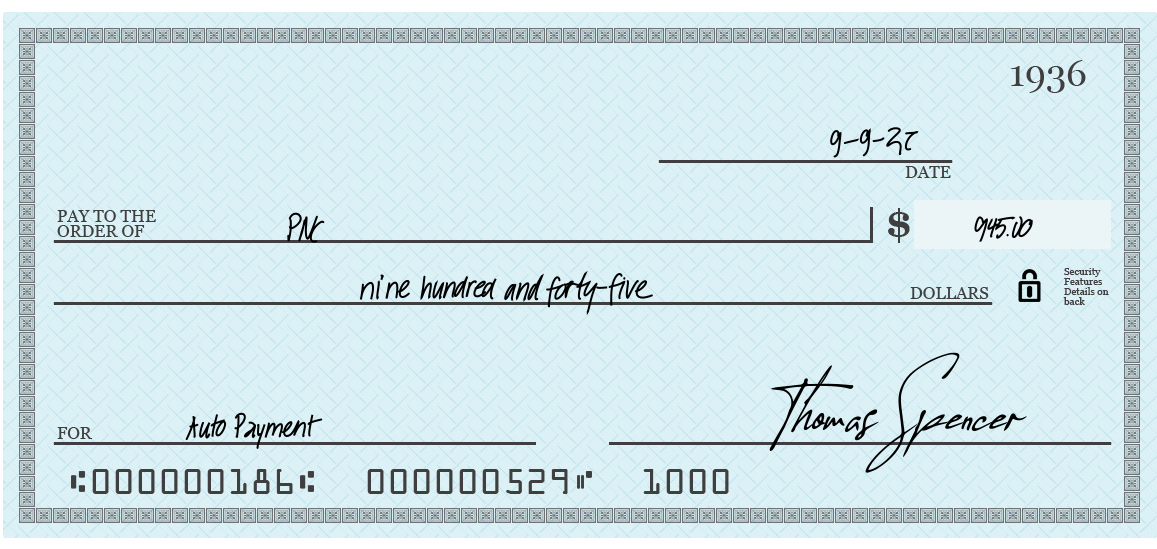 1936
9-9-27
DATE
PAY TO THE
ORDER OF
PNC
$
945.00
nine hundred and forty-five
DOLLARS
Security
Features
Details on
back
FOR
Auto Payment
Thomas Spencer
⑆000000186⑆ 000000529⑈ 1000